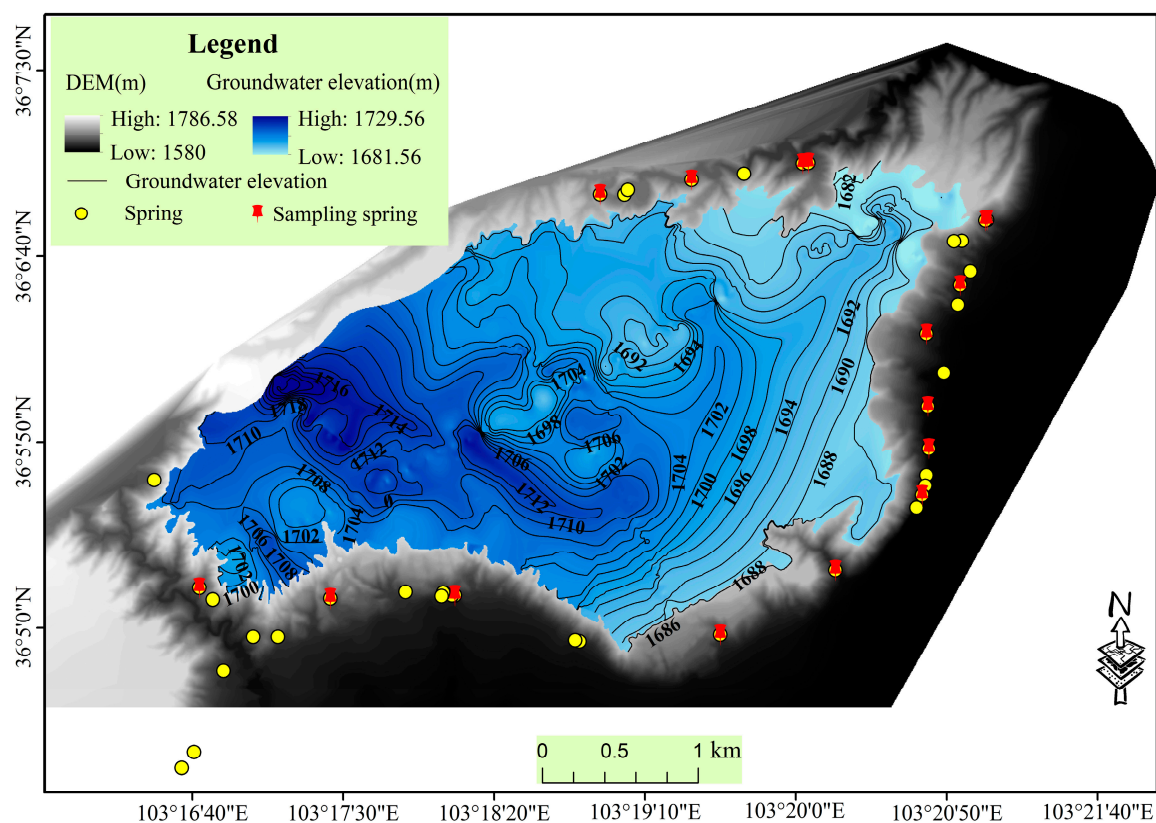 Legend
DEM(m) Groundwater elevation(m)
High: 1786.58 High: 1729.56
Low: 1580 Low: 1681.56
Groundwater elevation
Spring Sampling spring
36°7'30"N
36°6'40"N
36°5'50"N
36°5'0"N
1682
1692
1692
1694
1690
1704
1716
1718
1714
1702
1694
1698
1698
1710
1706
1712
1706
1704
1702
1688
1708
1712
1700
1696
0
1710
1704
1706
1702
1702
1708
1688
1700
1686
N
0 0.5 1 km
103°16'40"E 103°17'30"E 103°18'20"E 103°19'10"E 103°20'0"E 103°20'50"E 103°21'40"E